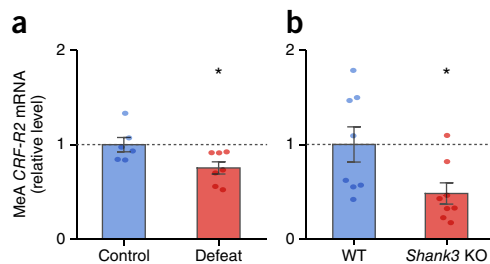 a
MeA CRF-R2 mRNA
(relative level)
2
1
0
*
Control
Defeat
b
2
1
0
*
WT
Shank3 KO